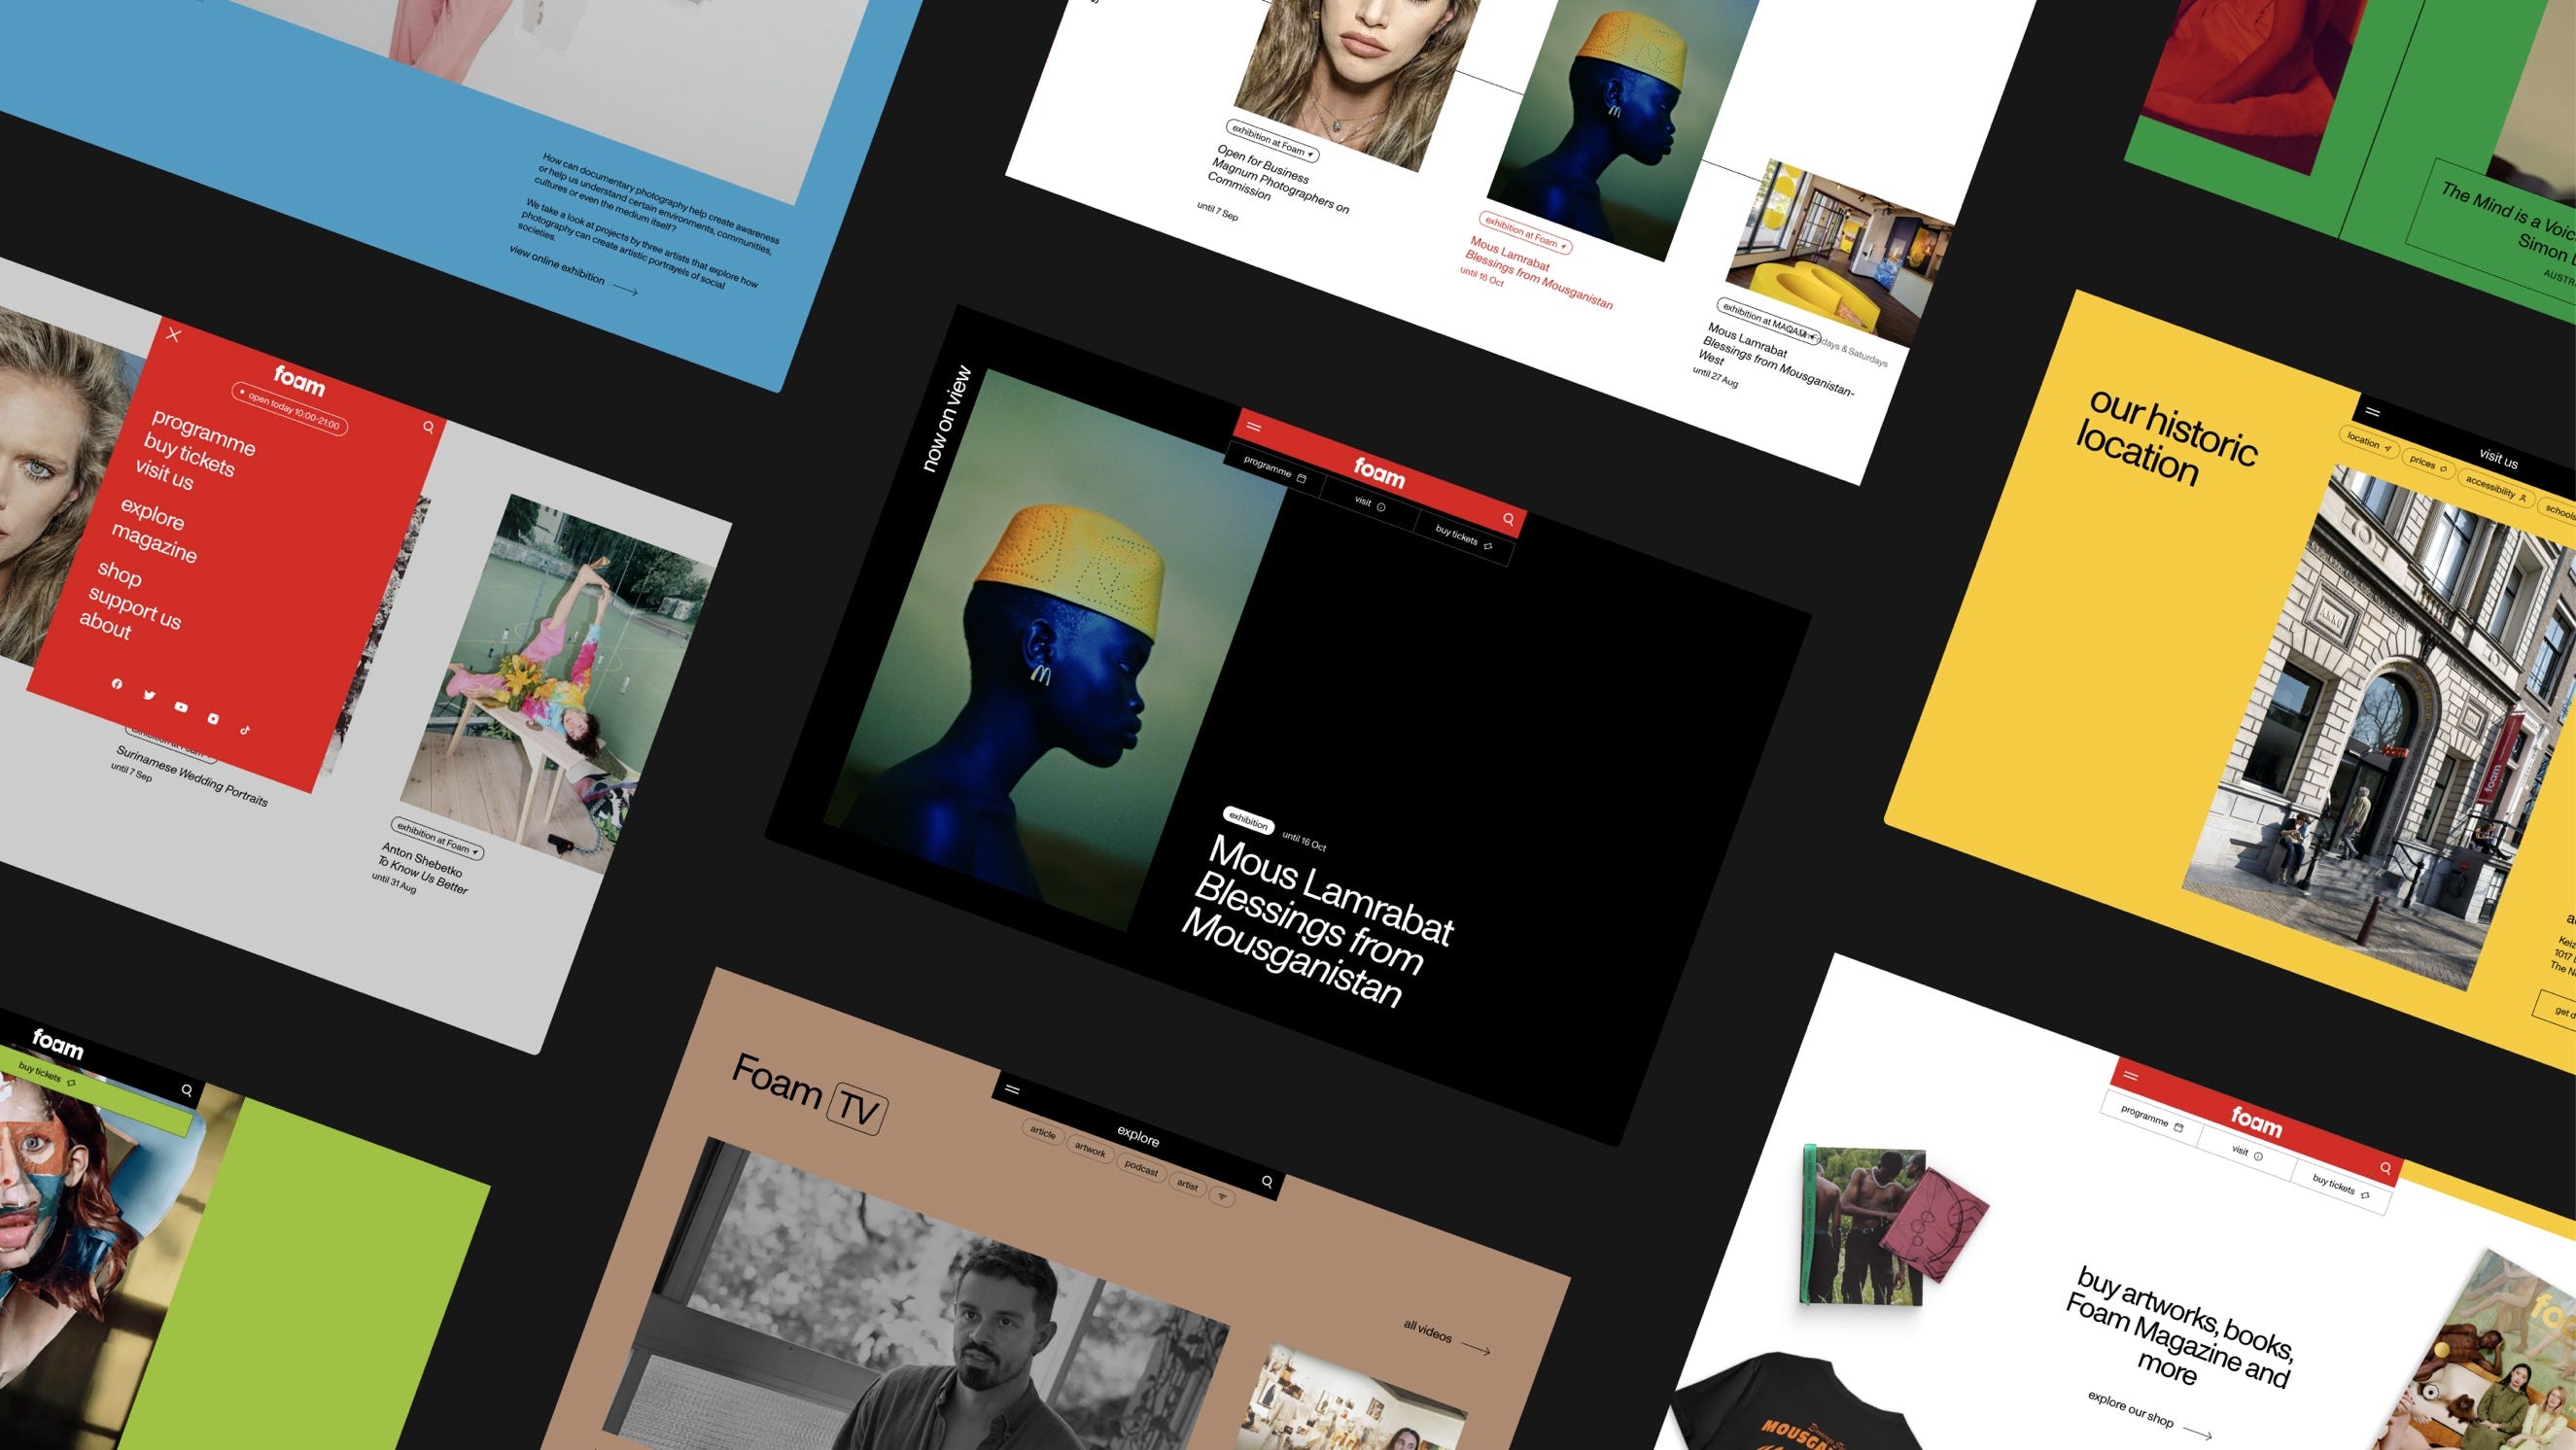 How can documentary photography help create awareness
or help us understand certain environments, communities,
cultures or even the medium itself?
We take a look at projects by three artists that explore how
photography can create artistic portrayels of social
societies.
view online exhibition
exhibition at Foam
Open for Business
Magnum Photographers on
Commission
until 7 Sep
exhibition at Foam
Mous Lamrabat
Blessings from Mousganistan
until 16 Oct
exhibition at MAQAM
Fridays & Saturdays
Mous Lamrabat
Blessings from Mousganistan-
West
until 27 Aug
The Mind is a Voice
Simon
foam
open today 10:00-21:00
programme
buy tickets
visit us
explore
magazine
shop
support us
about
exhibition at Foam
Surinamese Wedding Portraits
until 7 Sep
exhibition at Foam
Anton Shebetko
To Know Us Better
until 31 Aug
now on view
foam
programme
visit
buy tickets
exhibition
until 16 Oct
Mous Lamrabat
Blessings from
Mousganistan
our historic
location
visit us
location
prices
accessibility
schools
foam
foam
buy tickets
Foam TV
explore
article
artwork
podcast
artist
all videos
foam
programme
visit
buy tickets
buy artworks, books,
Foam Magazine and
more
explore our shop